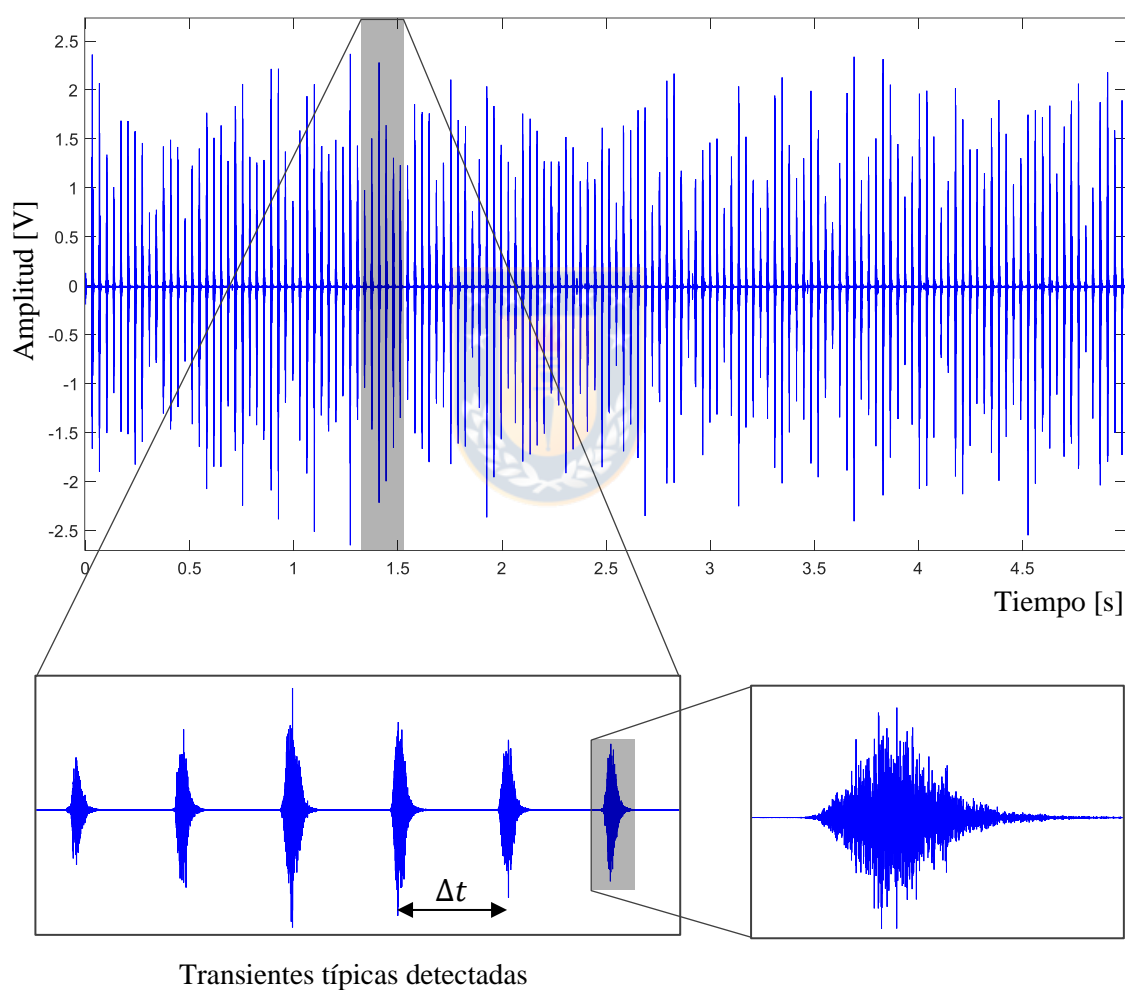 2.5
2
1.5
1
0.5
0
-0.5
-1
-1.5
-2
-2.5
Amplitud [V]
0 0.5 1 1.5 2 2.5 3 3.5 4 4.5
Tiempo [s]
Δt
Transientes típicas detectadas